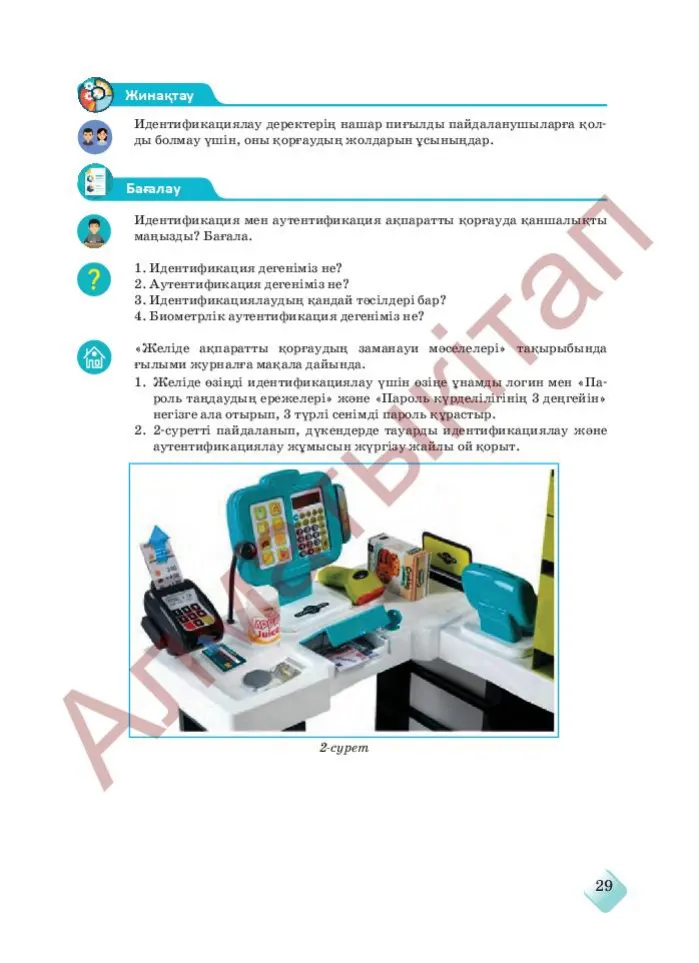 Жинақтау
Идентификациялау деректерің нашар пиғылды пайдаланушыларға қол-
ды болмау үшін, оны қорғаудың жолдарын ұсыныңдар.
Бағалау
Идентификация мен аутентификация ақпаратты қорғауда қаншалықты
маңызды? Бағала.
?
1. Идентификация дегеніміз не?
2. Аутентификация дегеніміз не?
3. Идентификациялаудың қандай тәсілдері бар?
4. Биометрлік аутентификация дегеніміз не?
«Желіде ақпаратты қорғаудың заманауи мәселелері» тақырыбында
ғылыми журналға мақала дайында.
1. Желіде өзіңді идентификациялау үшін өзіңе ұнамды логин мен «Па-
роль таңдаудың ережелері» және «Пароль күрделілігінің 3 деңгейін»
негізге ала отырып, 3 түрлі сенімді пароль құрастыр.
2. 2-суретті пайдаланып, дүкендерде тауарды идентификациялау және
аутентификациялау жұмысын жүргізу жайлы ой қорыт.
Juice
2-сурет
29
Алматыкітап